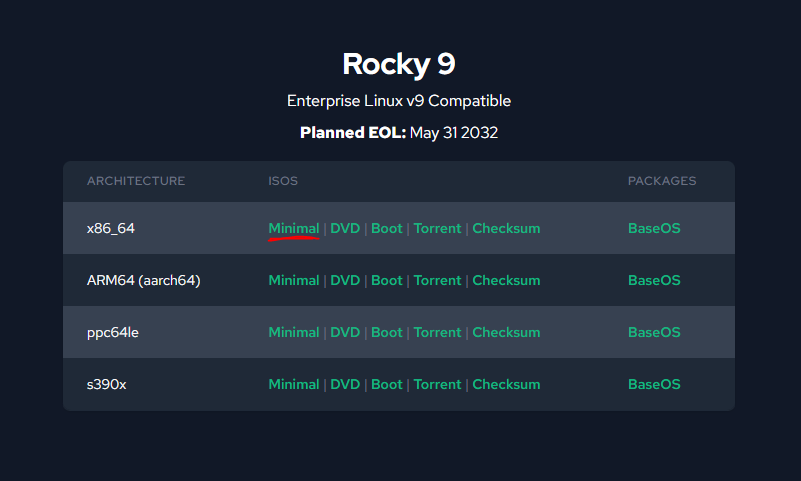 Rocky 9
Enterprise Linux v9 Compatible
Planned EOL: May 31 2032
ARCHITECTURE ISOS PACKAGES
x86_64 Minimal | DVD | Boot | Torrent | Checksum BaseOS
ARM64 (aarch64) Minimal | DVD | Boot | Torrent | Checksum BaseOS
ppc64le Minimal | DVD | Boot | Torrent | Checksum BaseOS
s390x Minimal | DVD | Boot | Torrent | Checksum BaseOS